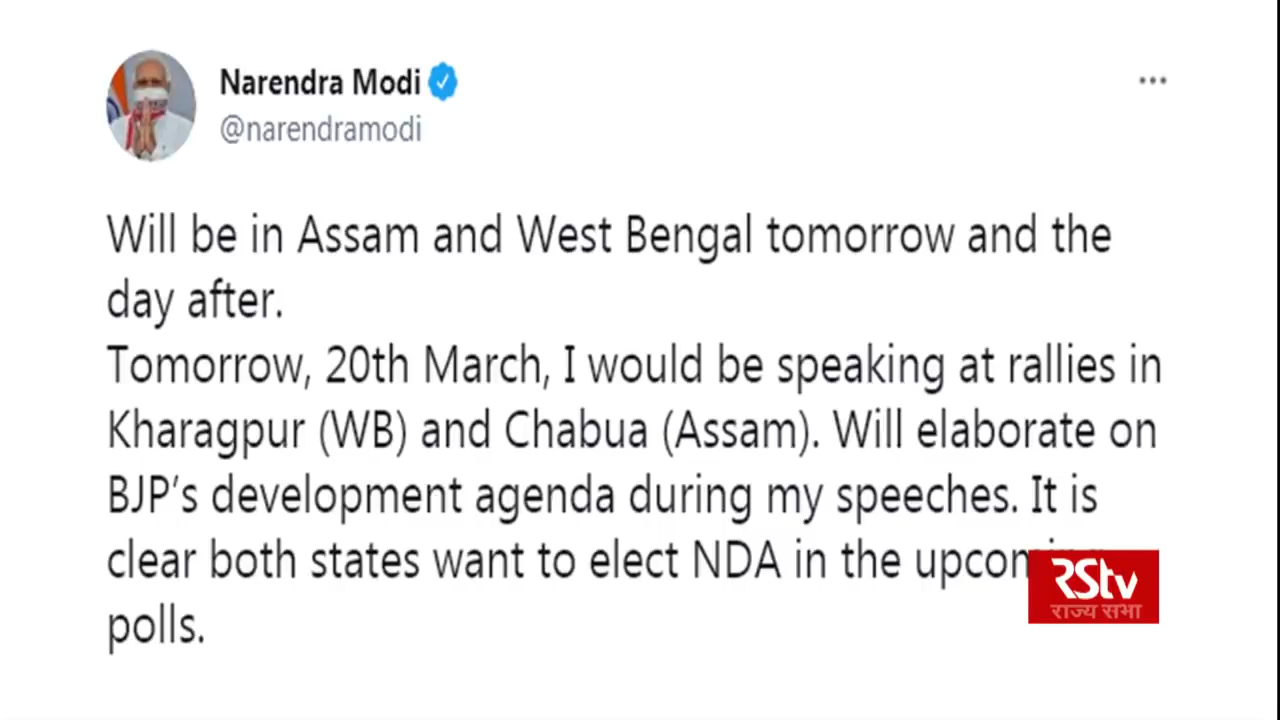 Narendra Modi
@narendramodi
Will be in Assam and West Bengal tomorrow and the
day after.
Tomorrow, 20th March, I would be speaking at rallies in
Kharagpur (WB) and Chabua (Assam). Will elaborate on
BJP’s development agenda during my speeches. It is
clear both states want to elect NDA in the upcoming
polls.
RStv
राज्य सभा